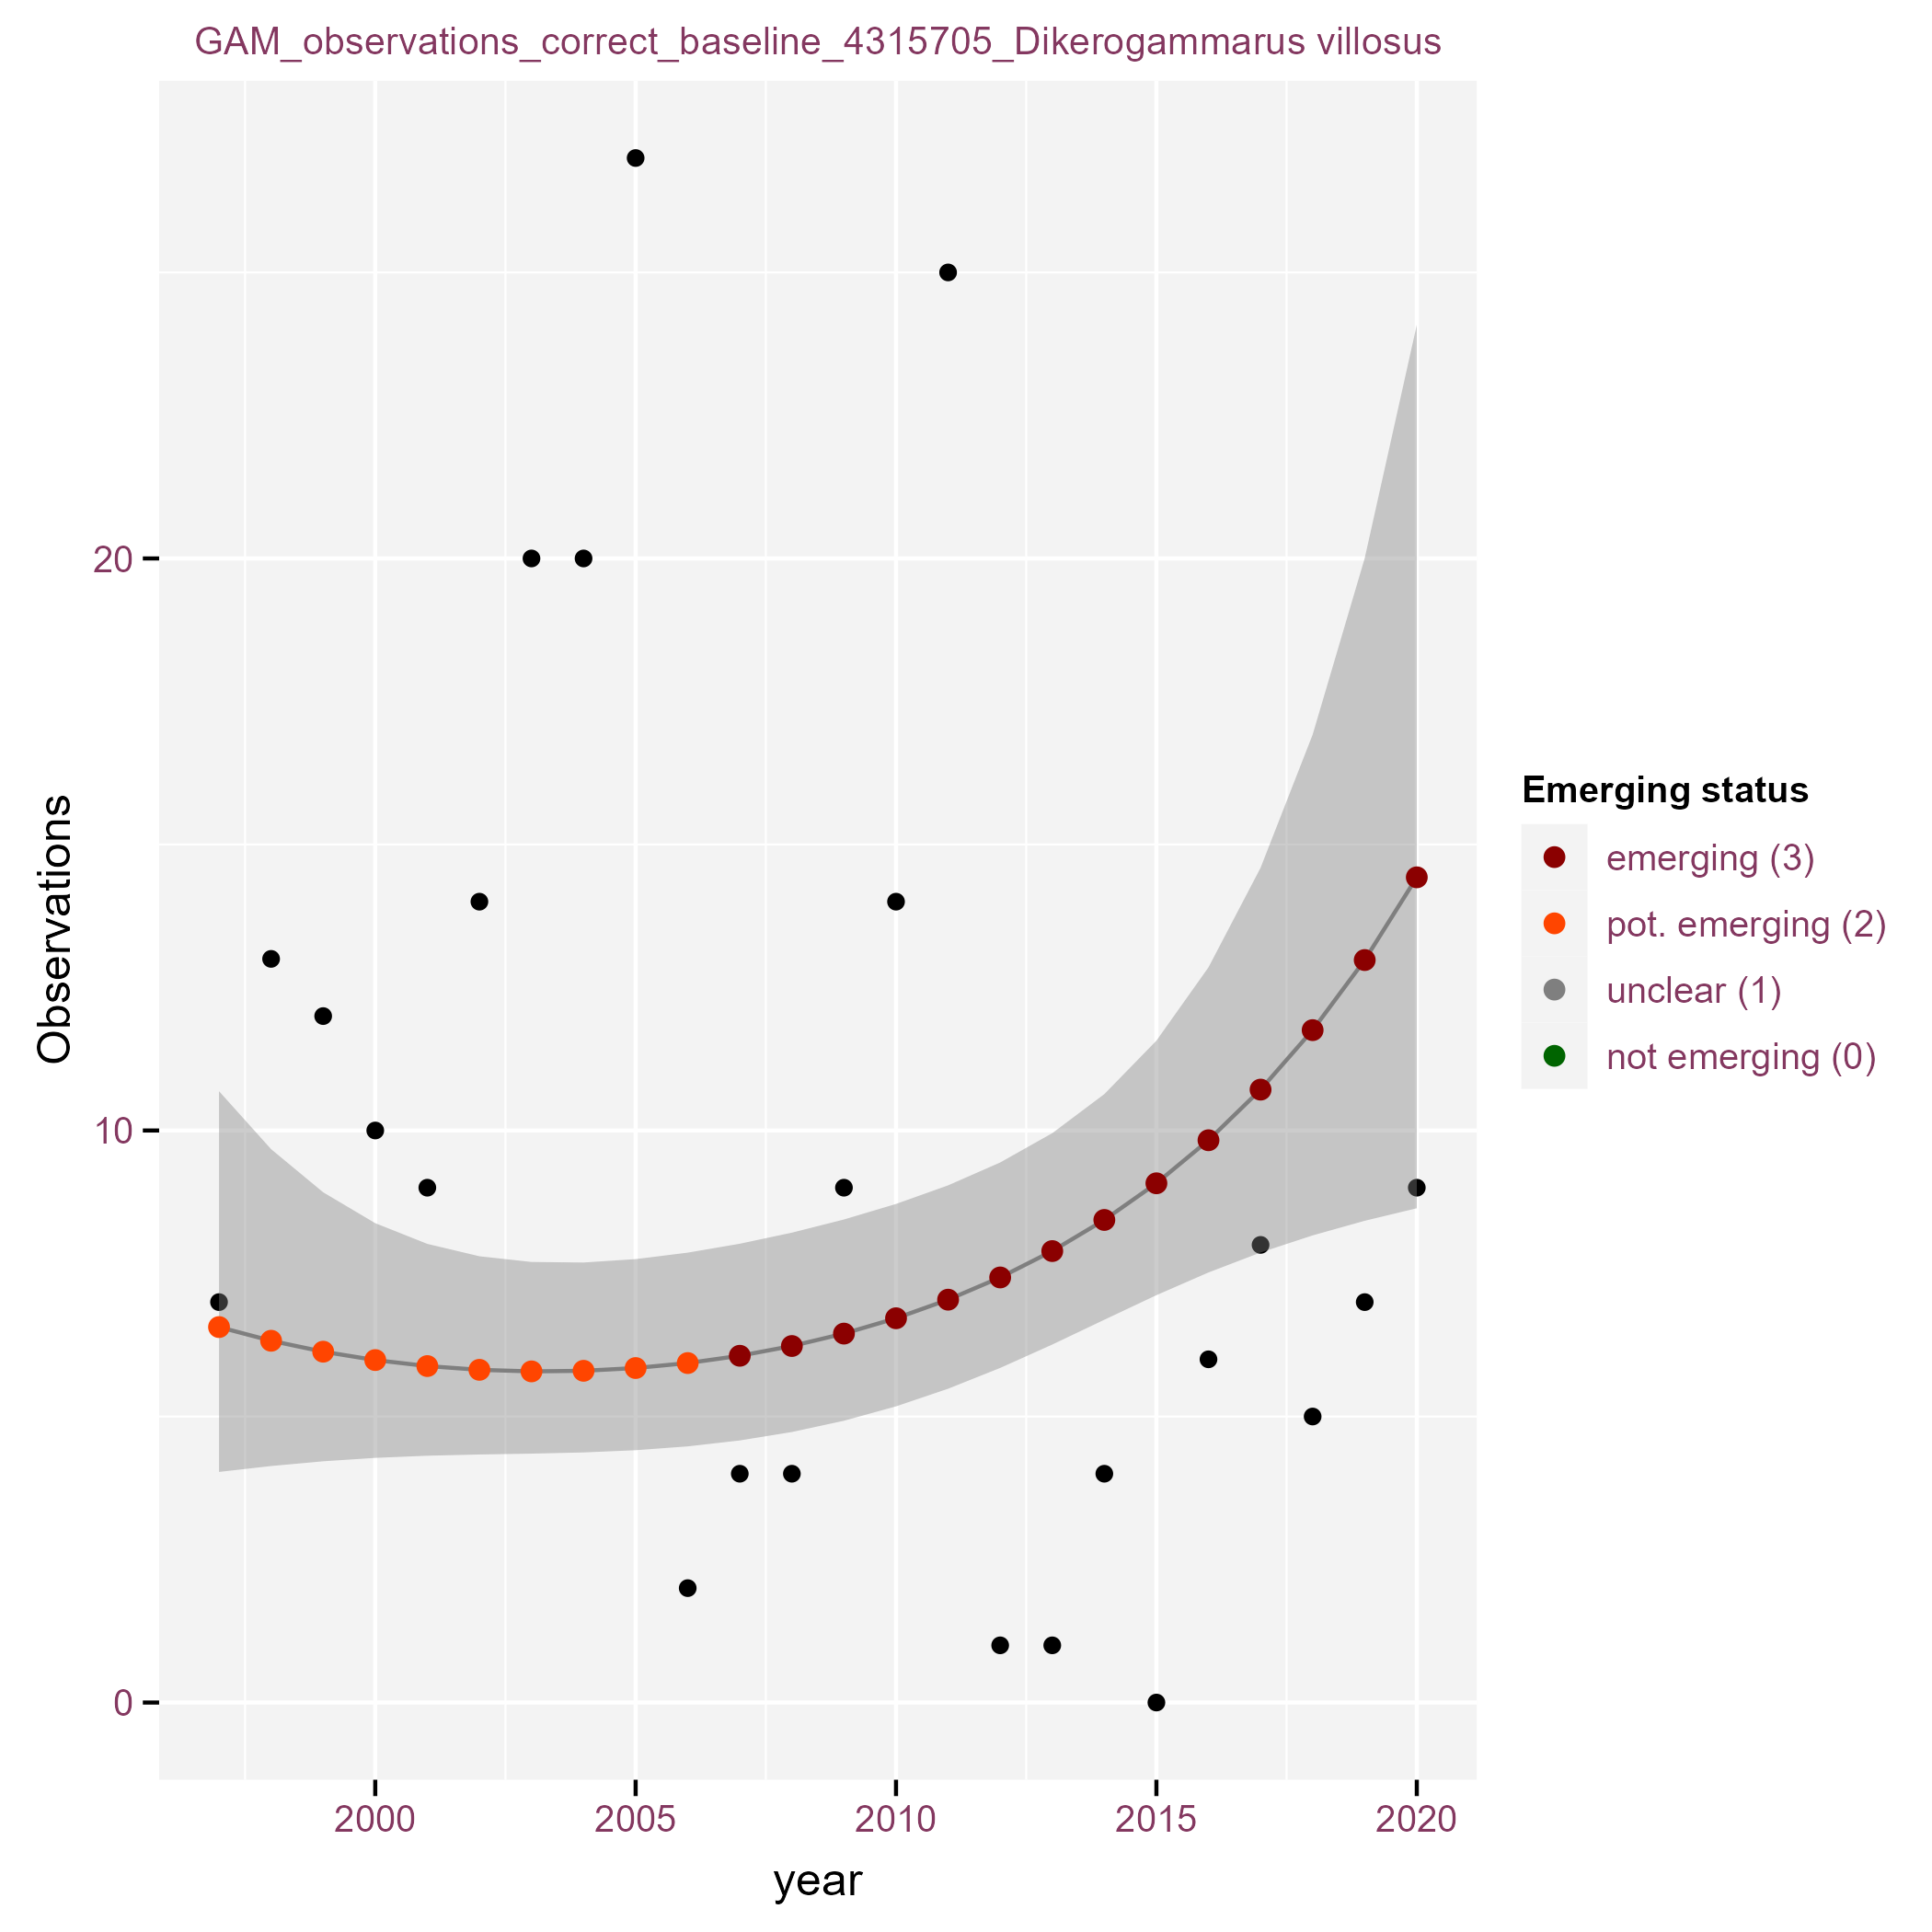 GAM_observations_correct_baseline_4315705_Dikerogammarus villosus
Observations
20
10
0
2000
2005
2010
2015
2020
year
Emerging status
emerging (3)
pot. emerging (2)
unclear (1)
not emerging (0)